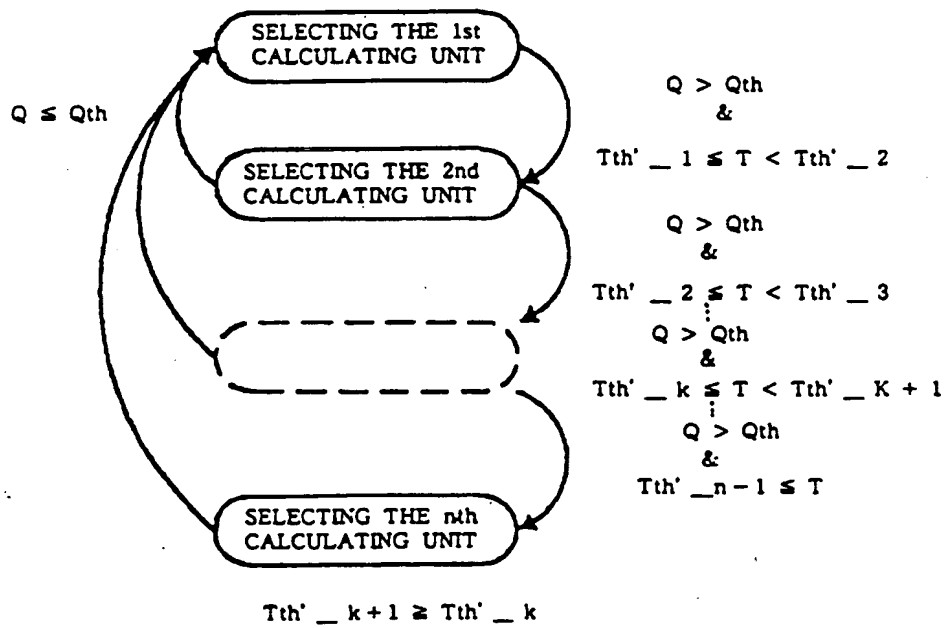 SELECTING THE 1st
CALCULATING UNIT
Q > Qth
&
Q ≦ Qth
Tth' _ 1 ≦ T < Tth' _ 2
SELECTING THE 2nd
CALCULATING UNIT
Q > Qth
&
Tth' _ 2 ≦ T < Tth' _ 3
Q > Qth
&
Tth' _ k ≦ T < Tth' _ K + 1
Q > Qth
&
Tth' _n-1 ≦ T
SELECTING THE nth
CALCULATING UNIT
Tth' _ k+1 ≧ Tth' _ k